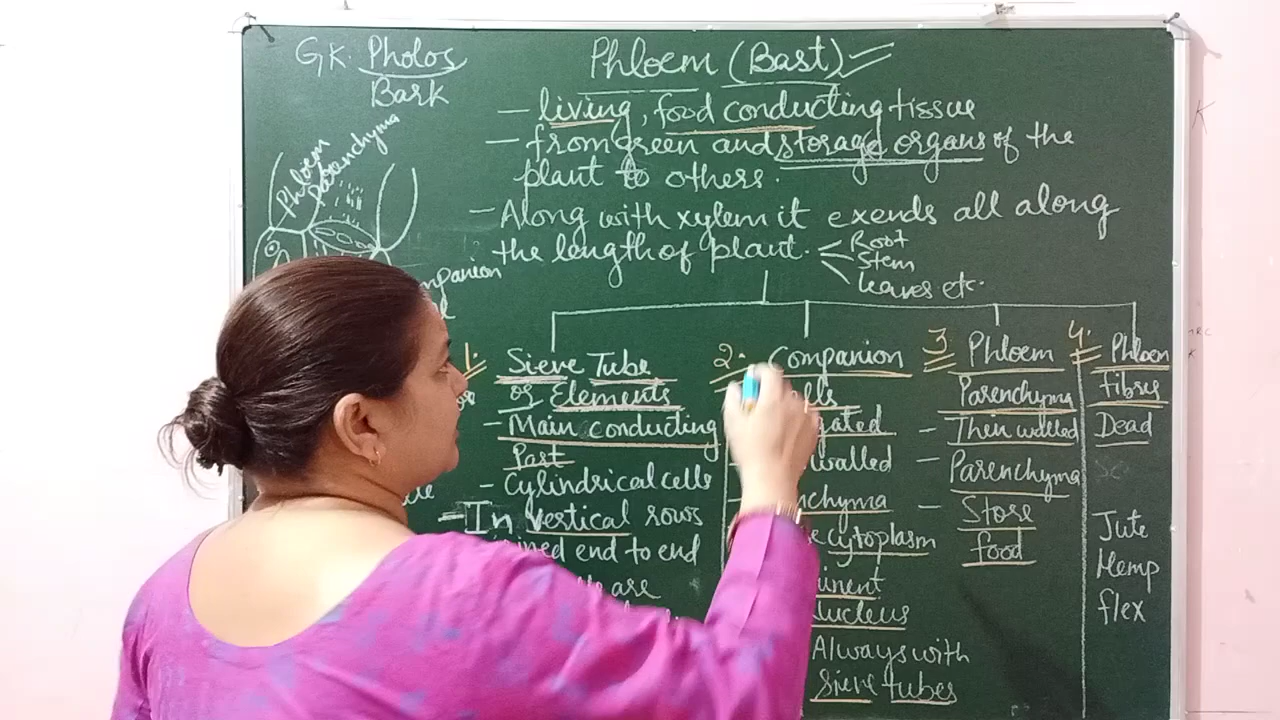 G.K. Pholos
Bark
Phloem (Bast)
- living, food conducting tissue
- from green and storage organs of the
plant to others.
- Along with xylem it exends all along
the length of plant.
Root
Stem
Leaves etc.
Phloem
Parenchyma
1. Sieve Tube
or Elements
- Main conducting
Part
- Cylindrical cells
- In vertical rows
end to end
are
2. Companion
walled
cytoplasm
Nucleus
Always with
Sieve tubes
3 Phloem
Parenchyma
- Thin walled
- Parenchyma
- Store
food
4. Phloem
fibres
Dead
Jute
Hemp
flex